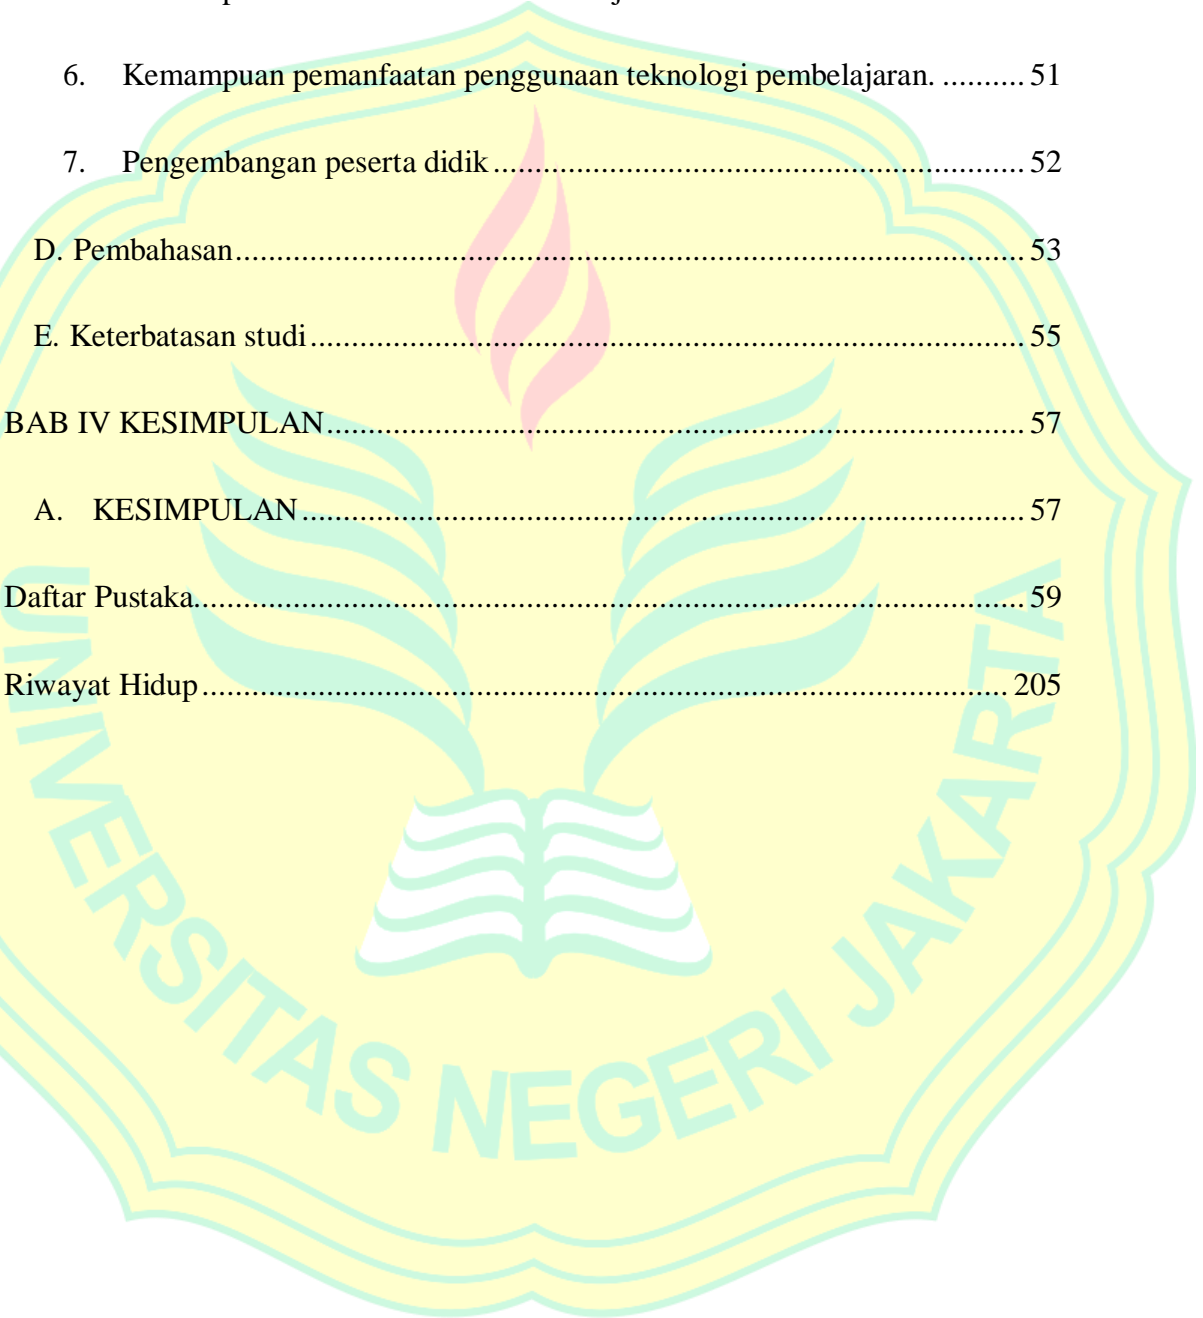 6. Kemampuan pemanfaatan penggunaan teknologi pembelajaran. .......... 51
7. Pengembangan peserta didik ................................................................. 52
D. Pembahasan ................................................................................................ 53
E. Keterbatasan studi ....................................................................................... 55
BAB IV KESIMPULAN ..................................................................................... 57
A. KESIMPULAN ........................................................................................ 57
Daftar Pustaka ..................................................................................................... 59
Riwayat Hidup .................................................................................................. 205
UNIVERSITAS NEGERI JAKARTA